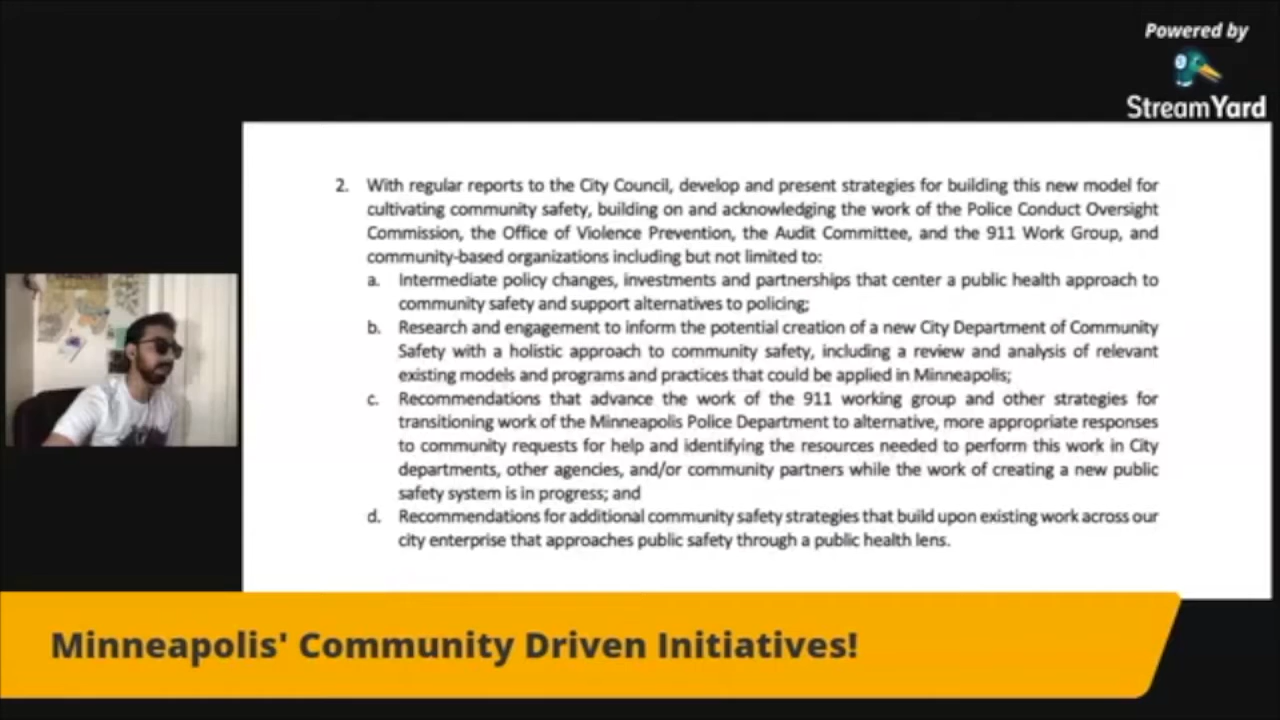 Powered by
StreamYard
2. With regular reports to the City Council, develop and present strategies for building this new model for
cultivating community safety, building on and acknowledging the work of the Police Conduct Oversight
Commission, the Office of Violence Prevention, the Audit Committee, and the 911 Work Group, and
community-based organizations including but not limited to:
a. Intermediate policy changes, investments and partnerships that center a public health approach to
community safety and support alternatives to policing;
b. Research and engagement to inform the potential creation of a new City Department of Community
Safety with a holistic approach to community safety, including a review and analysis of relevant
existing models and programs and practices that could be applied in Minneapolis;
c. Recommendations that advance the work of the 911 working group and other strategies for
transitioning work of the Minneapolis Police Department to alternative, more appropriate responses
to community requests for help and identifying the resources needed to perform this work in City
departments, other agencies, and/or community partners while the work of creating a new public
safety system is in progress; and
d. Recommendations for additional community safety strategies that build upon existing work across our
city enterprise that approaches public safety through a public health lens.
Minneapolis' Community Driven Initiatives!